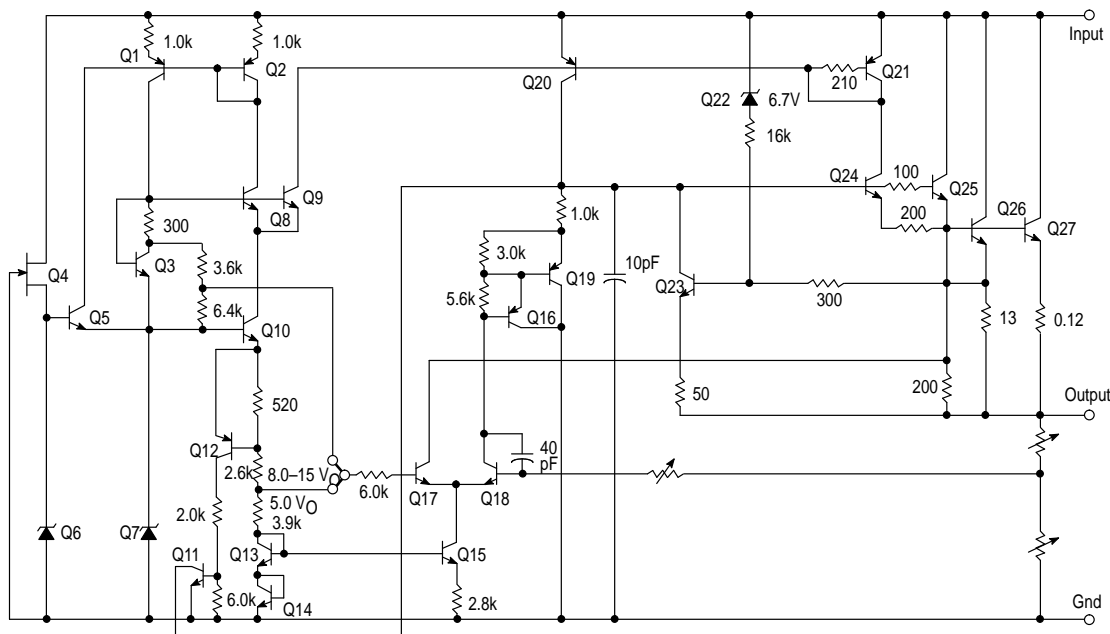 Input
1.0k
1.0k
Q1
Q2
Q20
Q21
210
Q22
6.7V
16k
Q24
100
Q25
Q9
Q8
200
Q26
Q27
300
1.0k
Q3
3.6k
3.0k
Q4
Q19
10pF
Q23
5.6k
300
Q5
6.4k
Q10
Q16
13
0.12
520
50
200
Output
Q12
40
pF
2.6k
8.0–15 VO
6.0k
Q17
Q18
5.0 VO
3.9k
2.0k
Q6
Q7
Q11
Q13
Q15
6.0k
Q14
2.8k
Gnd